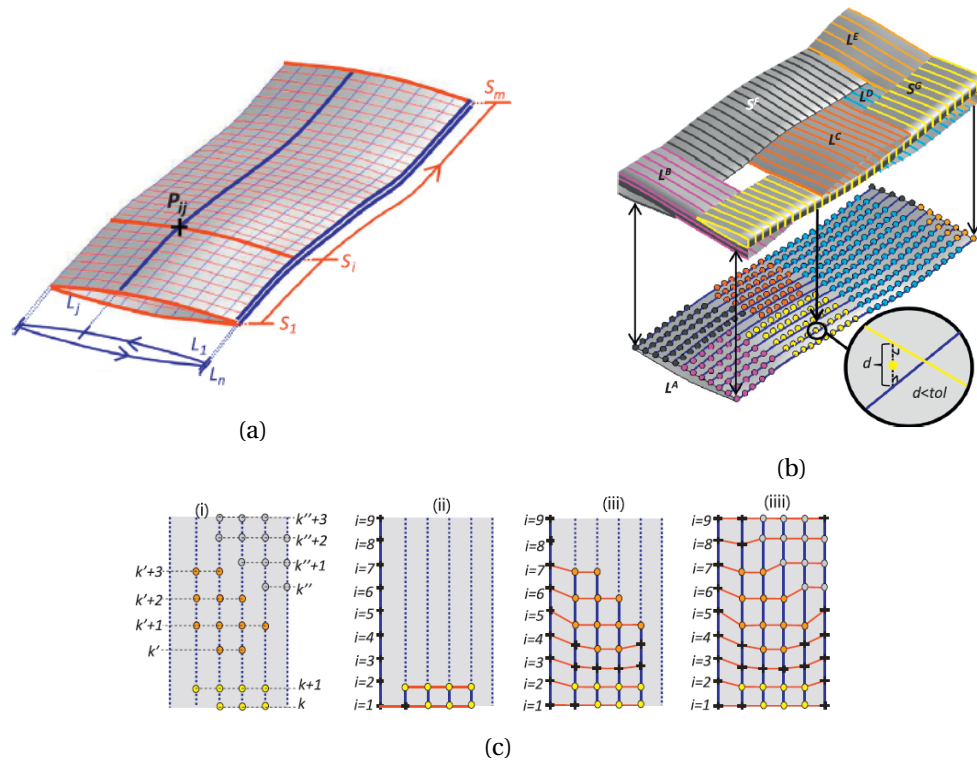 (a)
S_m
P_ij
S_i
L_j
S_1
L_1
L_n
(b)
L^E
L^D
S^G
S^F
L^C
L^B
L^A
d
d<tol
(i)
k''+3
k''+2
k''+1
k'+3
k''
k'+2
k'+1
k'
k+1
k
(ii)
i=9
i=8
i=7
i=6
i=5
i=4
i=3
i=2
i=1
(iii)
i=9
i=8
i=7
i=6
i=5
i=4
i=3
i=2
i=1
(iiii)
i=9
i=8
i=7
i=6
i=5
i=4
i=3
i=2
i=1
(c)